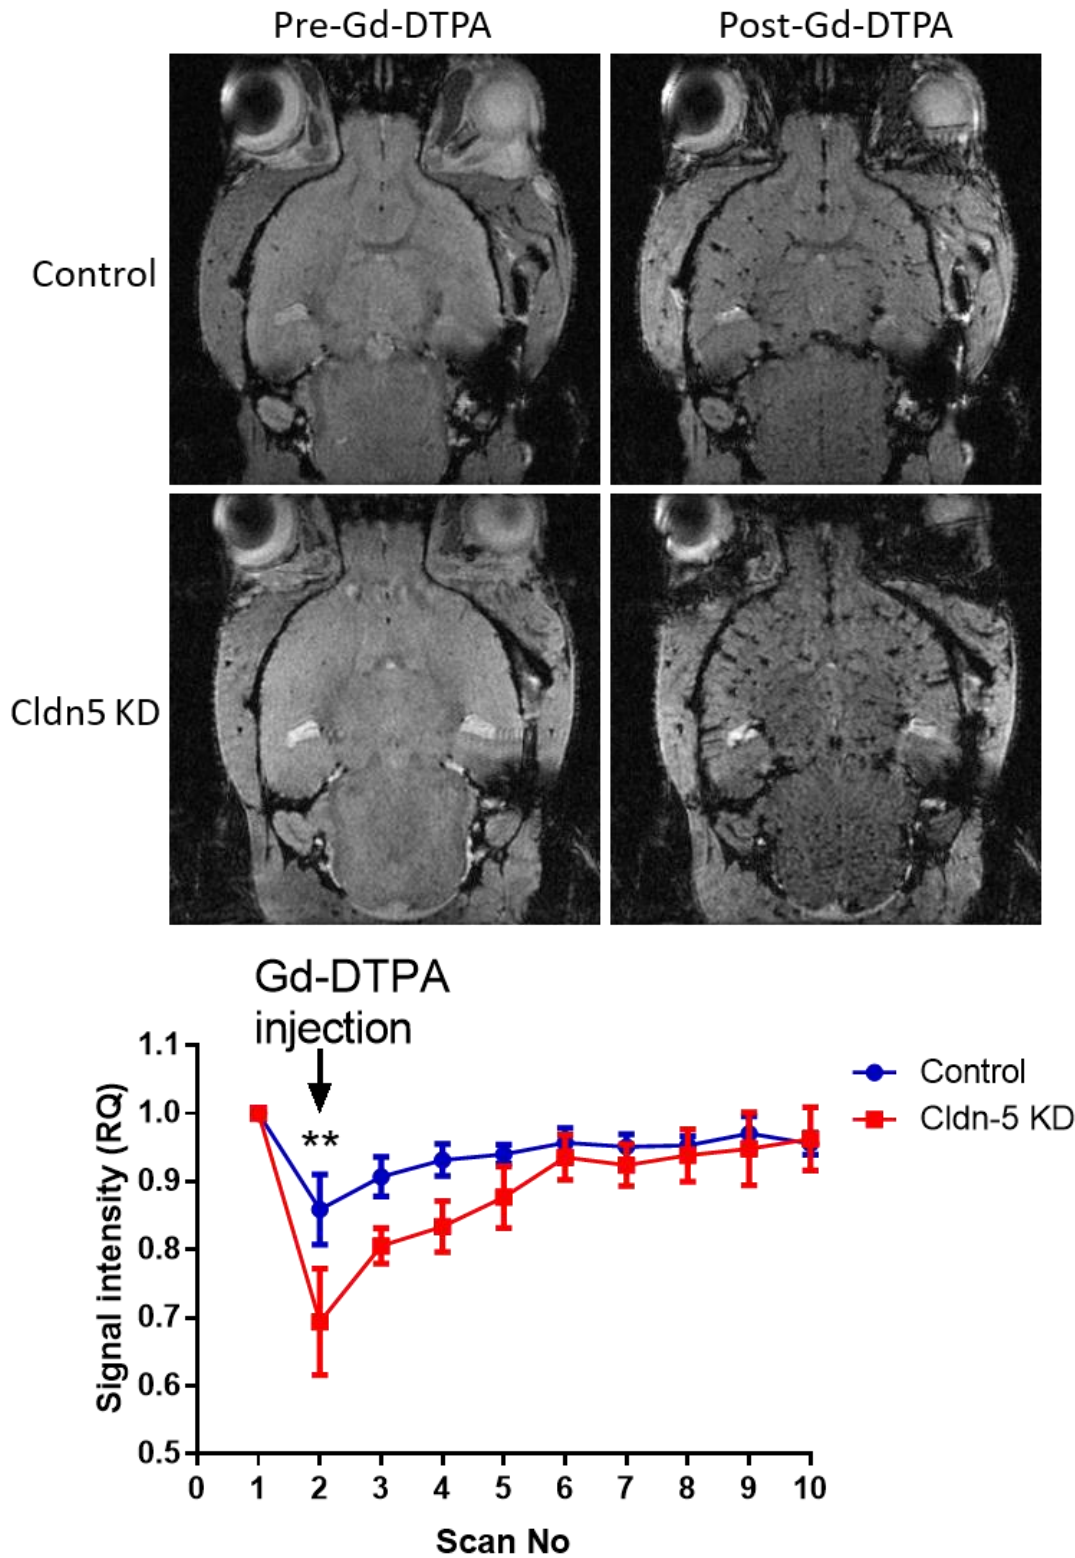 Pre-Gd-DTPA
Post-Gd-DTPA
Control
Cldn5 KD
Gd-DTPA
injection
**
Control
Cldn-5 KD
Signal intensity (RQ)
1.1
1.0
0.9
0.8
0.7
0.6
0.5
0 1 2 3 4 5 6 7 8 9 10
Scan No